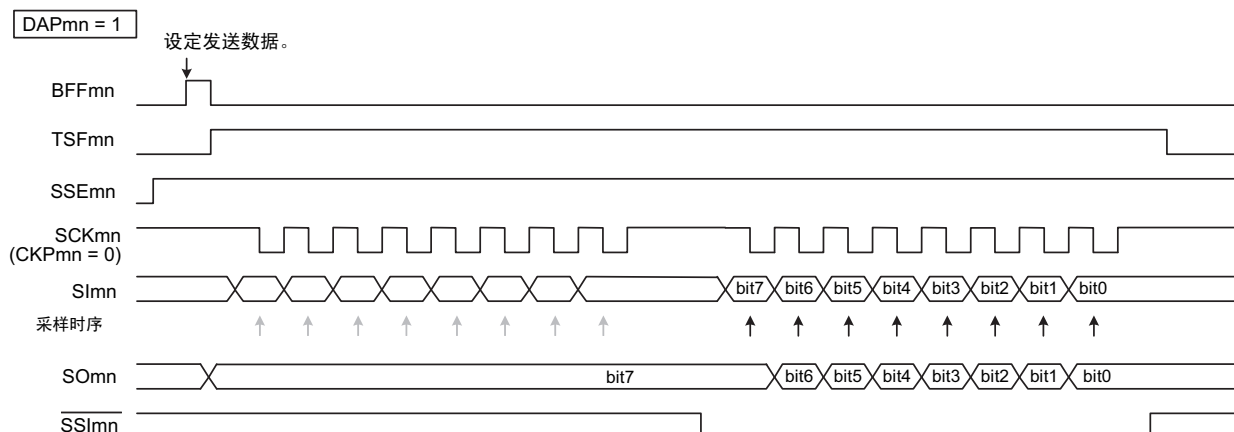 DAPmn = 1
设定发送数据。
BFFmn
TSFmn
SSEmn
SCKmn
(CKPmn = 0)
SImn bit7 bit6 bit5 bit4 bit3 bit2 bit1 bit0
采样时序
SOmn bit7 bit6 bit5 bit4 bit3 bit2 bit1 bit0
SSImn